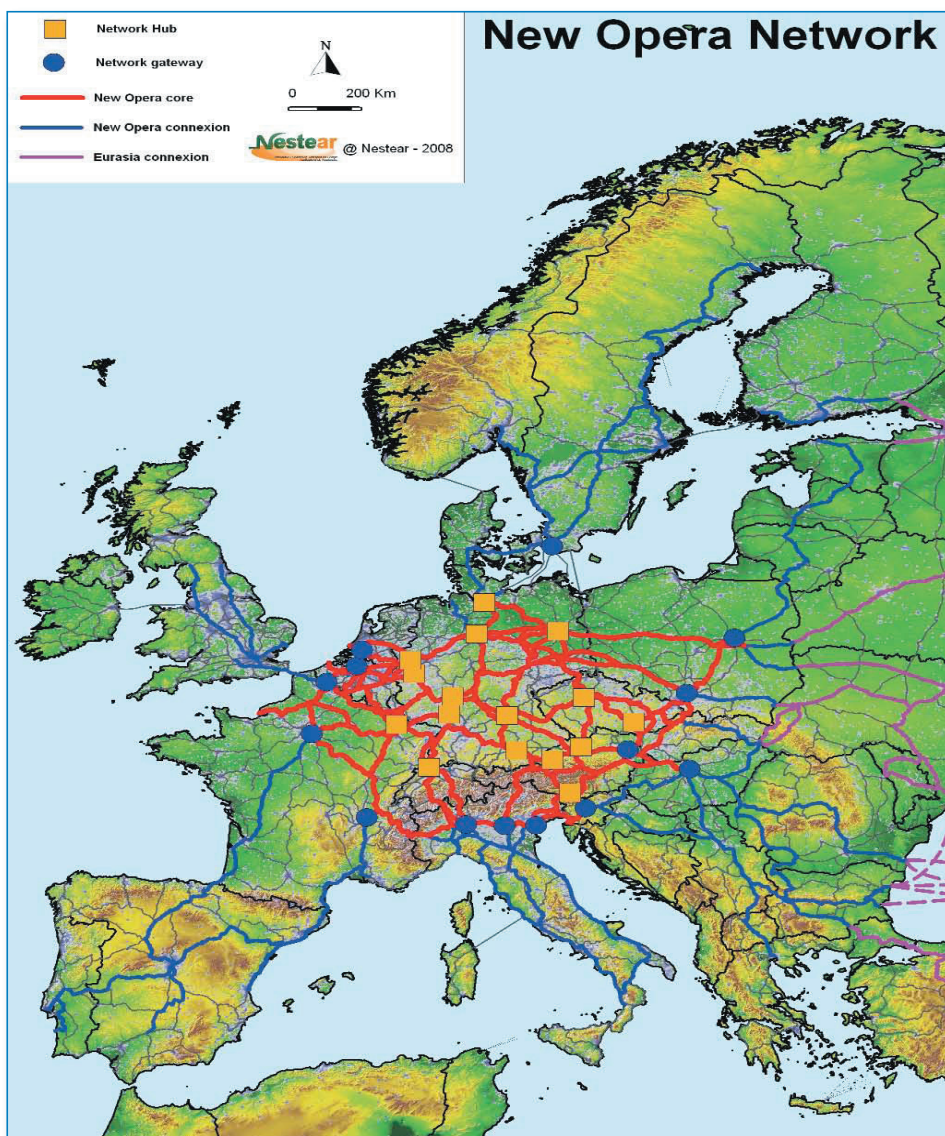 New Opera Network
Network Hub
Network gateway
New Opera core
New Opera connexion
Eurasia connexion
N
0 200 Km
Nestear @ Nestear - 2008